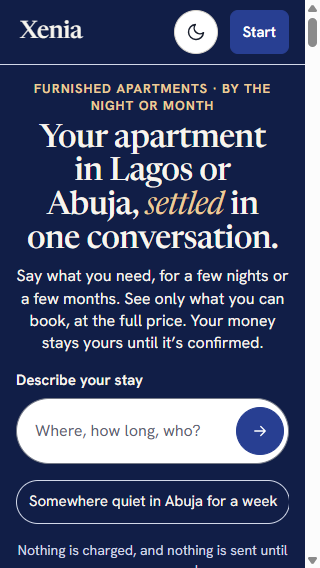 Xenia
Start
FURNISHED APARTMENTS · BY THE
NIGHT OR MONTH
Your apartment
in Lagos or
Abuja, settled in
one conversation.
Say what you need, for a few nights or
a few months. See only what you can
book, at the full price. Your money
stays yours until it’s confirmed.
Describe your stay
Where, how long, who?
Somewhere quiet in Abuja for a week
Nothing is charged, and nothing is sent until